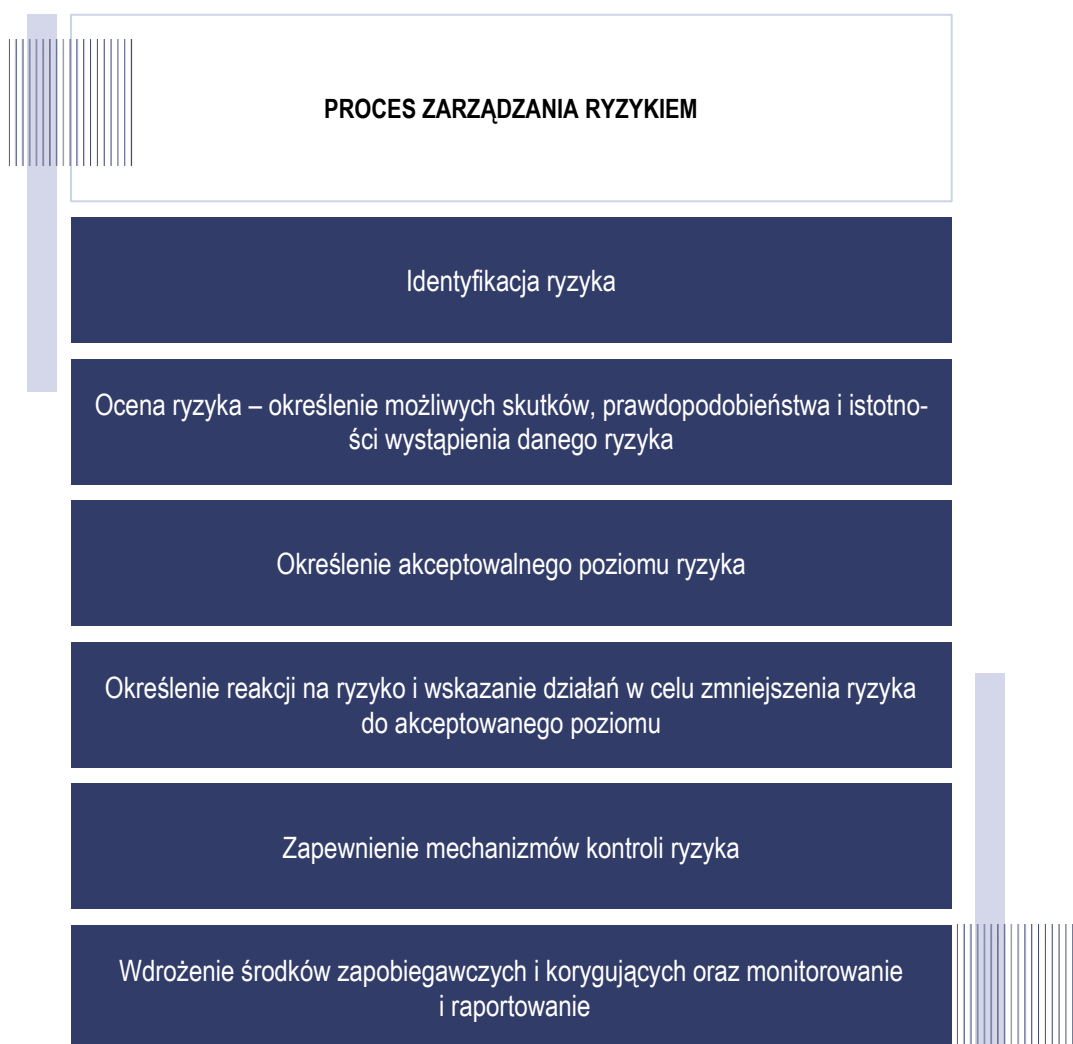 PROCES ZARZĄDZANIA RYZYKIEM
Identyfikacja ryzyka
Ocena ryzyka – określenie możliwych skutków, prawdopodobieństwa i istotno-
ści wystąpienia danego ryzyka
Określenie akceptowalnego poziomu ryzyka
Określenie reakcji na ryzyko i wskazanie działań w celu zmniejszenia ryzyka
do akceptowanego poziomu
Zapewnienie mechanizmów kontroli ryzyka
Wdrożenie środków zapobiegawczych i korygujących oraz monitorowanie
i raportowanie